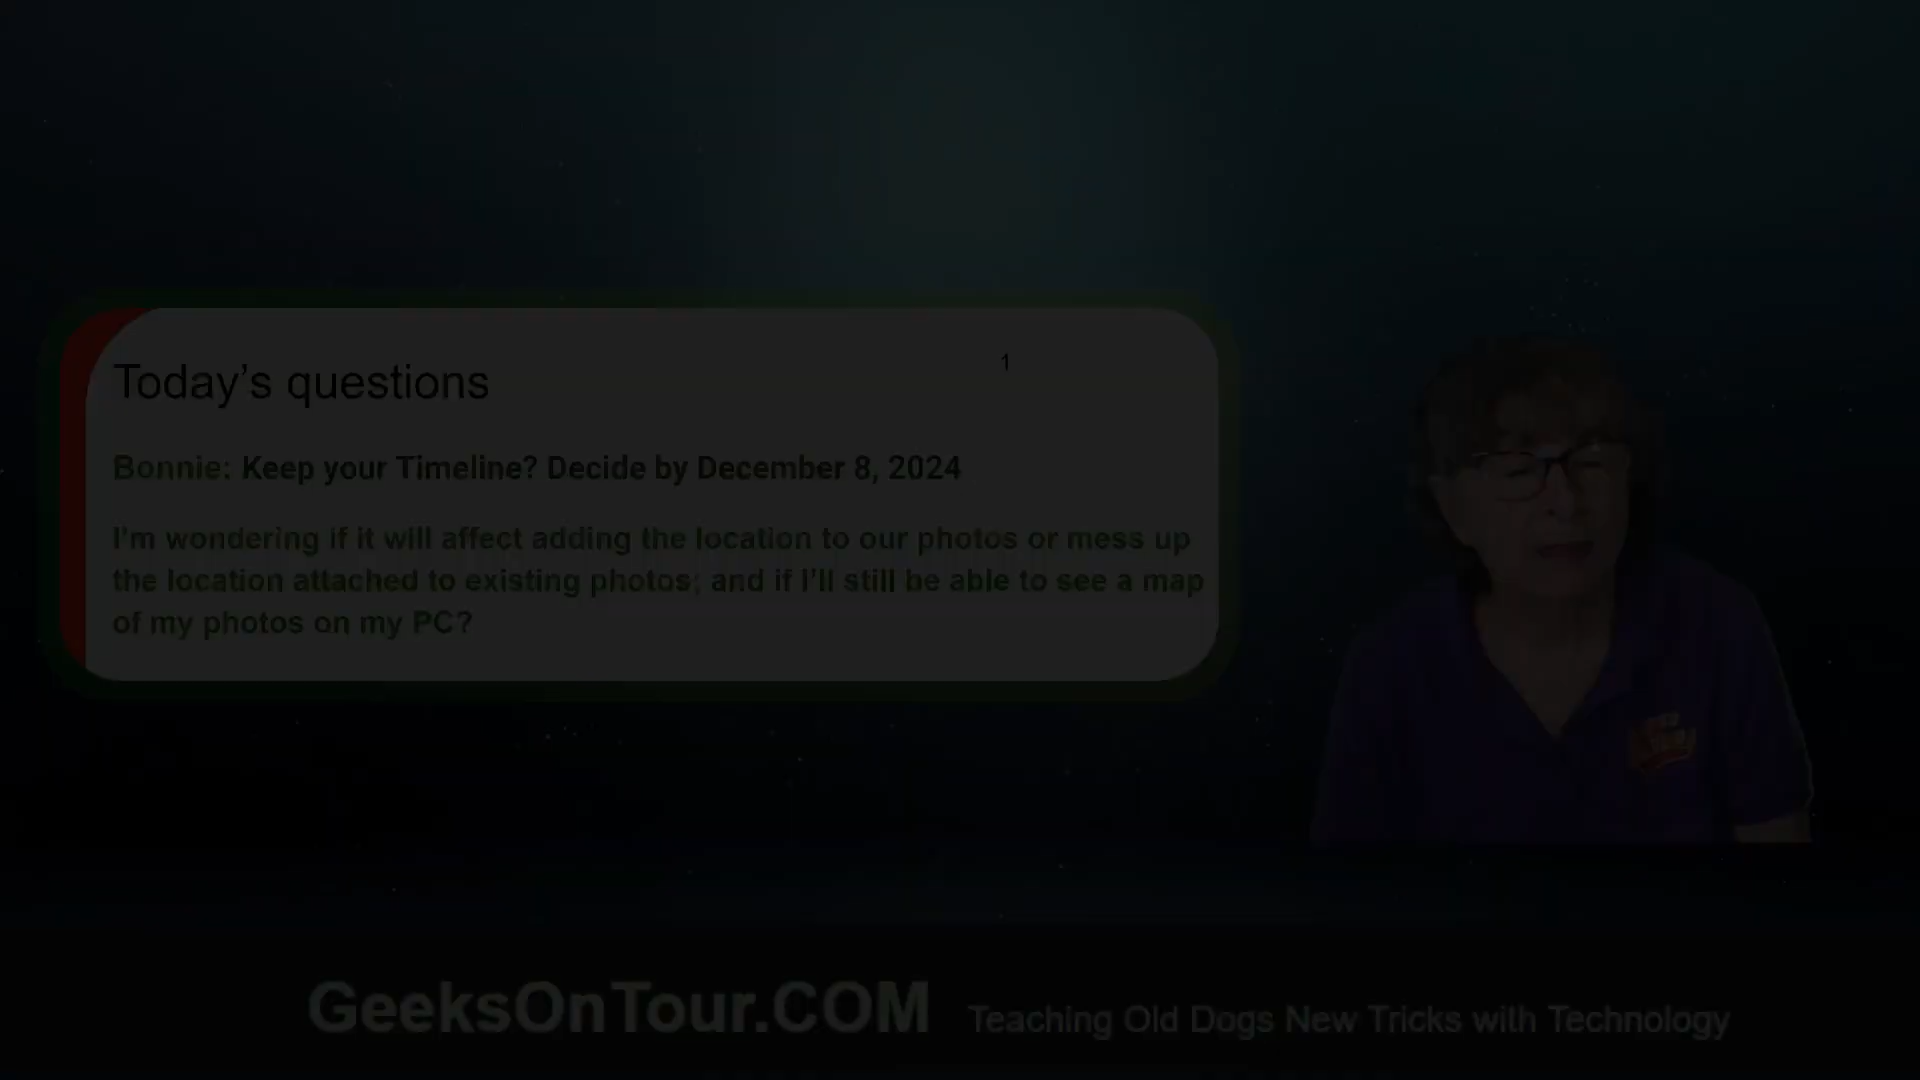 Today’s questions
1
Bonnie: Keep your Timeline? Decide by December 8, 2024
I’m wondering if it will affect adding the location to our photos or mess up
the location attached to existing photos; and if I’ll still be able to see a map
of my photos on my PC?
GeeksOnTour.COM
Teaching Old Dogs New Tricks with Technology